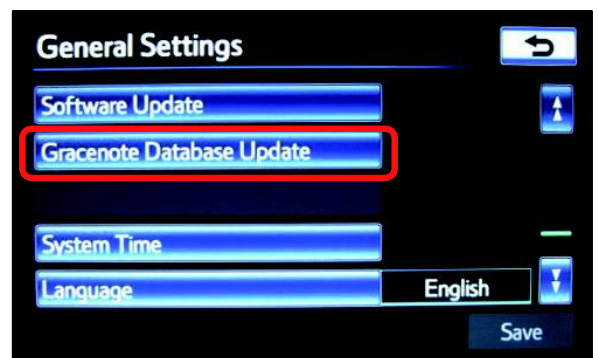 General Settings
Software Update
Gracenote Database Update
System Time
Language English
Save